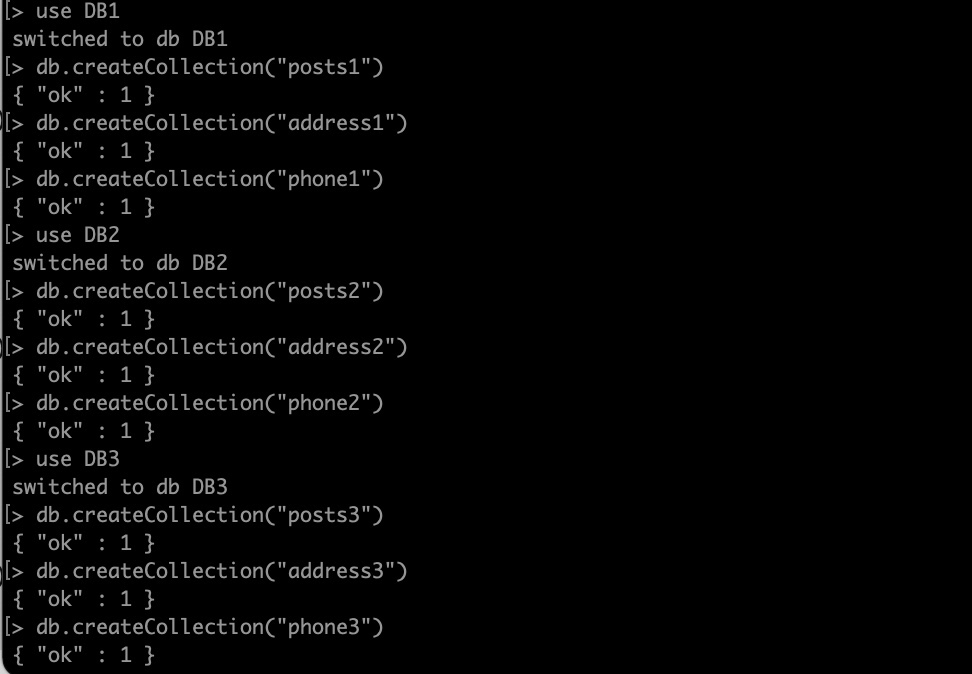 [> use DB1
switched to db DB1
[> db.createCollection("posts1")
{ "ok" : 1 }
[> db.createCollection("address1")
{ "ok" : 1 }
[> db.createCollection("phone1")
{ "ok" : 1 }
[> use DB2
switched to db DB2
[> db.createCollection("posts2")
{ "ok" : 1 }
[> db.createCollection("address2")
{ "ok" : 1 }
[> db.createCollection("phone2")
{ "ok" : 1 }
[> use DB3
switched to db DB3
[> db.createCollection("posts3")
{ "ok" : 1 }
[> db.createCollection("address3")
{ "ok" : 1 }
[> db.createCollection("phone3")
{ "ok" : 1 }